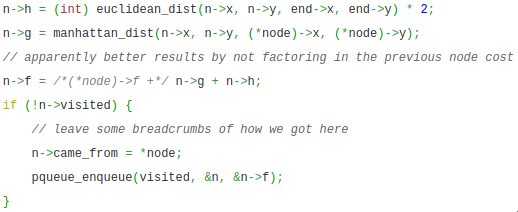 n->h = (int) euclidean_dist(n->x, n->y, end->x, end->y) * 2;
n->g = manhattan_dist(n->x, n->y, (*node)->x, (*node)->y);
// apparently better results by not factoring in the previous node cost
n->f = /*(*node)->f +*/ n->g + n->h;
if (!n->visited) {
    // leave some breadcrumbs of how we got here
    n->came_from = *node;
    pqueue_enqueue(visited, &n, &n->f);
}